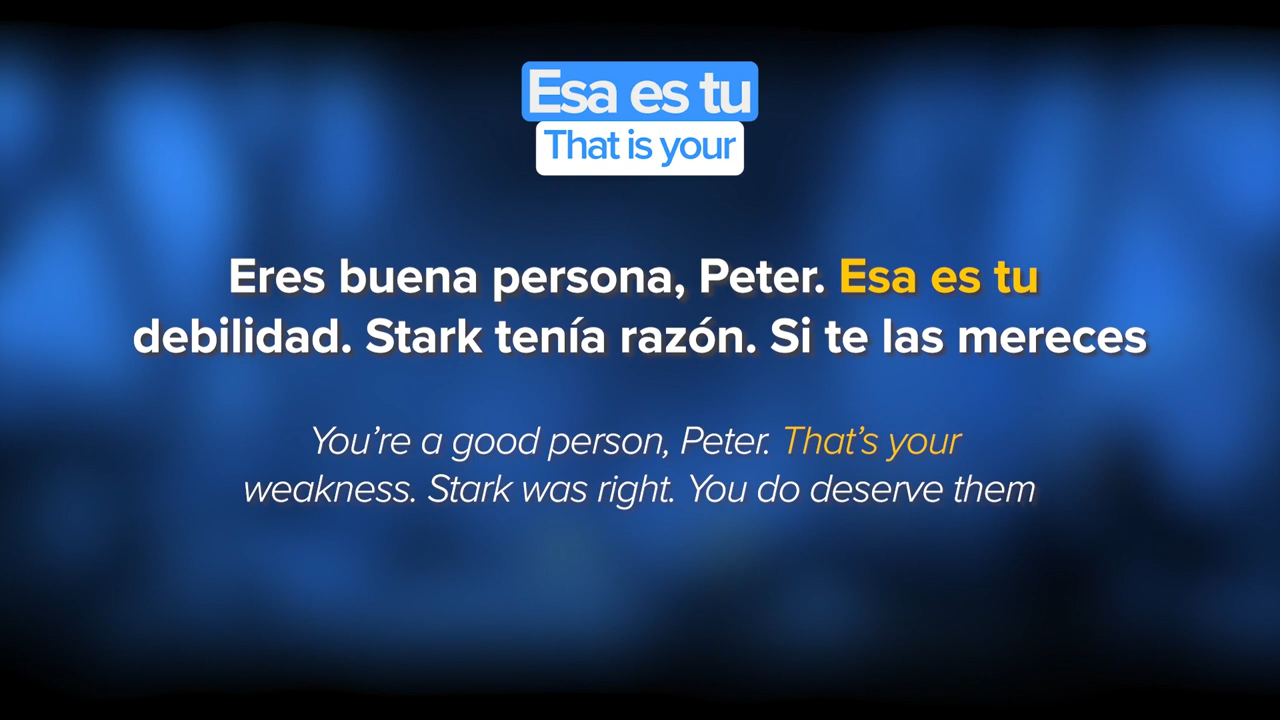 Esa es tu
That is your
Eres buena persona, Peter. Esa es tu
debilidad. Stark tenía razón. Si te las mereces
You’re a good person, Peter. That’s your
weakness. Stark was right. You do deserve them